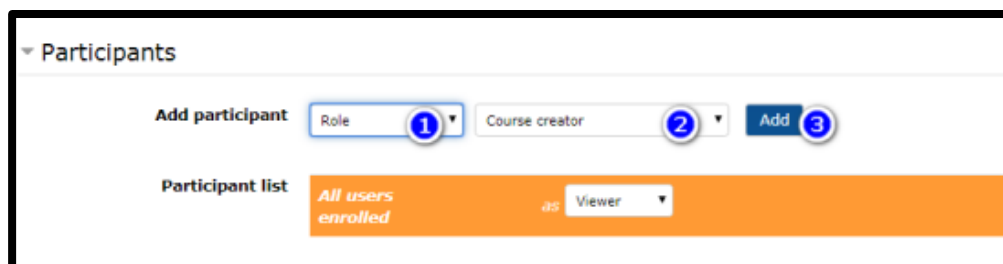 Participants
Add participant Role 1 Course creator 2 Add 3
Participant list All users enrolled as Viewer